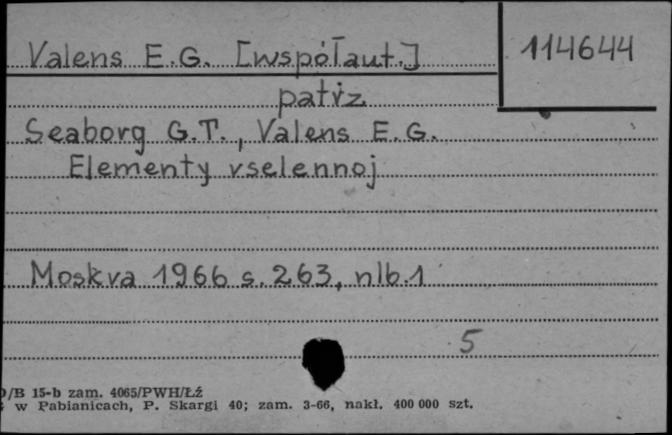 Valens E.G. [współaut.]
114644
patrz
Seaborg G.T., Valens E.G.
Elementy vselennoj
Moskva 1966 s. 263, nlb. 1
5
D/B 15-b zam. 4065/PWH/Łź
w Pabianicach, P. Skargi 40; zam. 3-66, nakł. 400 000 szt.